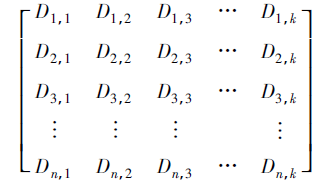 D1,1 D1,2 D1,3 ⋯ D1,k
D2,1 D2,2 D2,3 ⋯ D2,k
D3,1 D3,2 D3,3 ⋯ D3,k
⋮ ⋮ ⋮ ⋮
Dn,1 Dn,2 Dn,3 ⋯ Dn,k